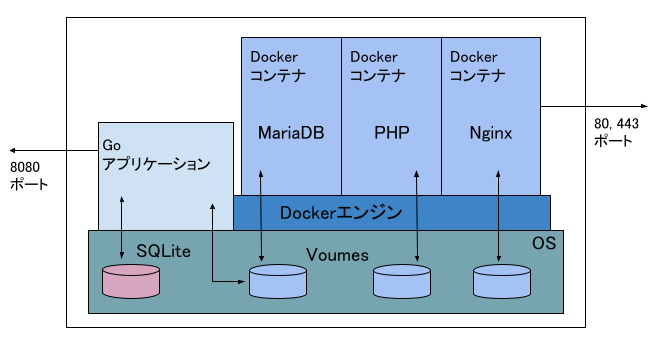 Docker
コンテナ
MariaDB
Docker
コンテナ
PHP
Docker
コンテナ
Nginx
80, 443
ポート
Go
アプリケーション
8080
ポート
Dockerエンジン
OS
SQLite
Voumes